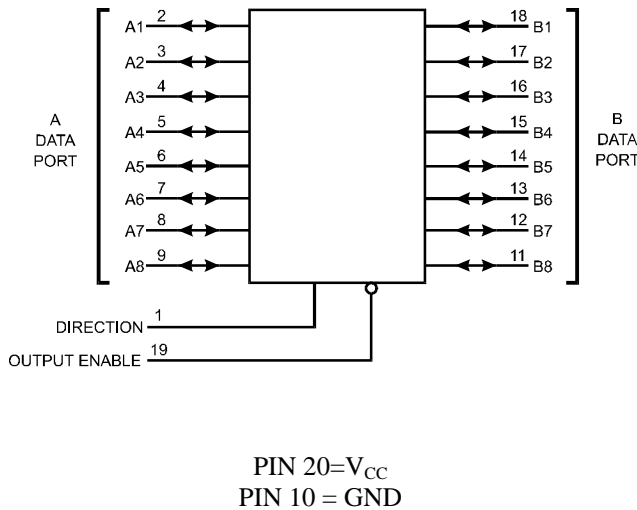 A1 2 18 B1
A2 3 17 B2
A3 4 16 B3
A DATA PORT
A4 5 15 B4
B DATA PORT
A5 6 14 B5
A6 7 13 B6
A7 8 12 B7
A8 9 11 B8
DIRECTION 1
OUTPUT ENABLE 19
PIN 20=VCC
PIN 10 = GND